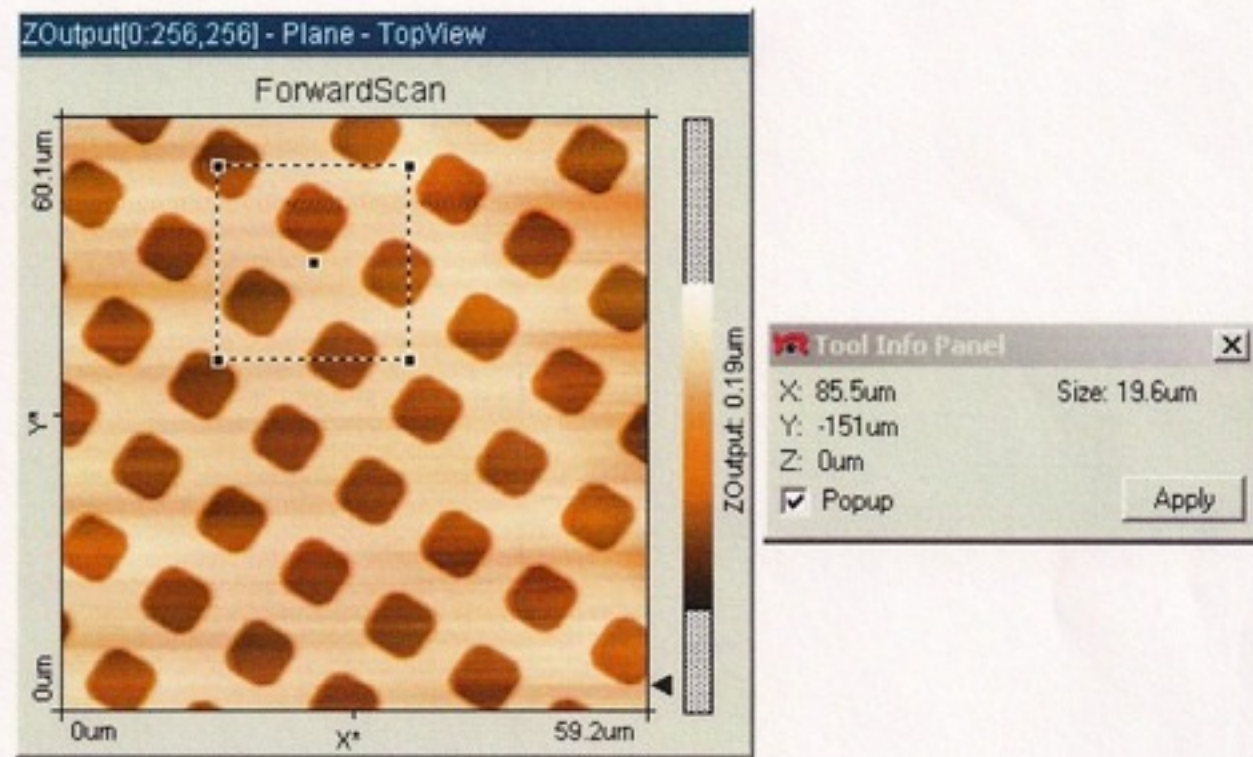 ZOutput[0:256,256] - Plane - TopView
ForwardScan
60.1um
Y*
0um
0um
X*
59.2um
ZOutput: 0.19um
Tool Info Panel
X: 85.5um
Size: 19.6um
Y: -151um
Z: 0um
Popup
Apply